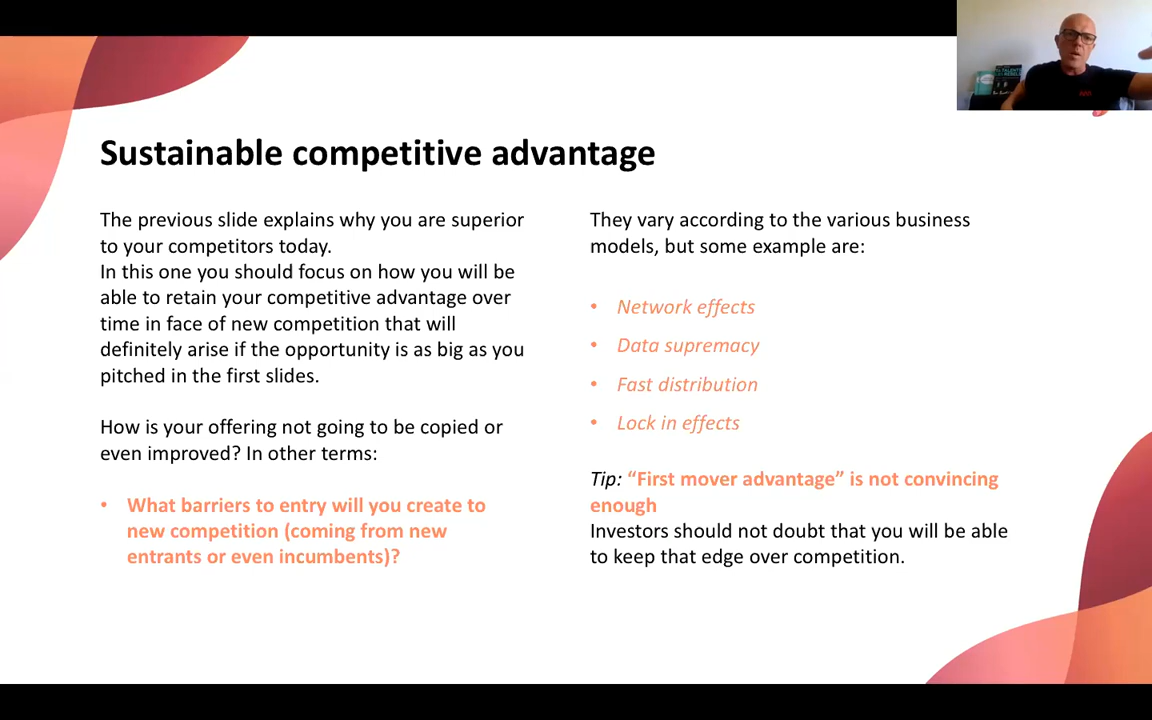 Sustainable competitive advantage
The previous slide explains why you are superior
to your competitors today.
In this one you should focus on how you will be
able to retain your competitive advantage over
time in face of new competition that will
definitely arise if the opportunity is as big as you
pitched in the first slides.
How is your offering not going to be copied or
even improved? In other terms:
• What barriers to entry will you create to
new competition (coming from new
entrants or even incumbents)?
They vary according to the various business
models, but some example are:
• Network effects
• Data supremacy
• Fast distribution
• Lock in effects
Tip: “First mover advantage” is not convincing
enough
Investors should not doubt that you will be able
to keep that edge over competition.